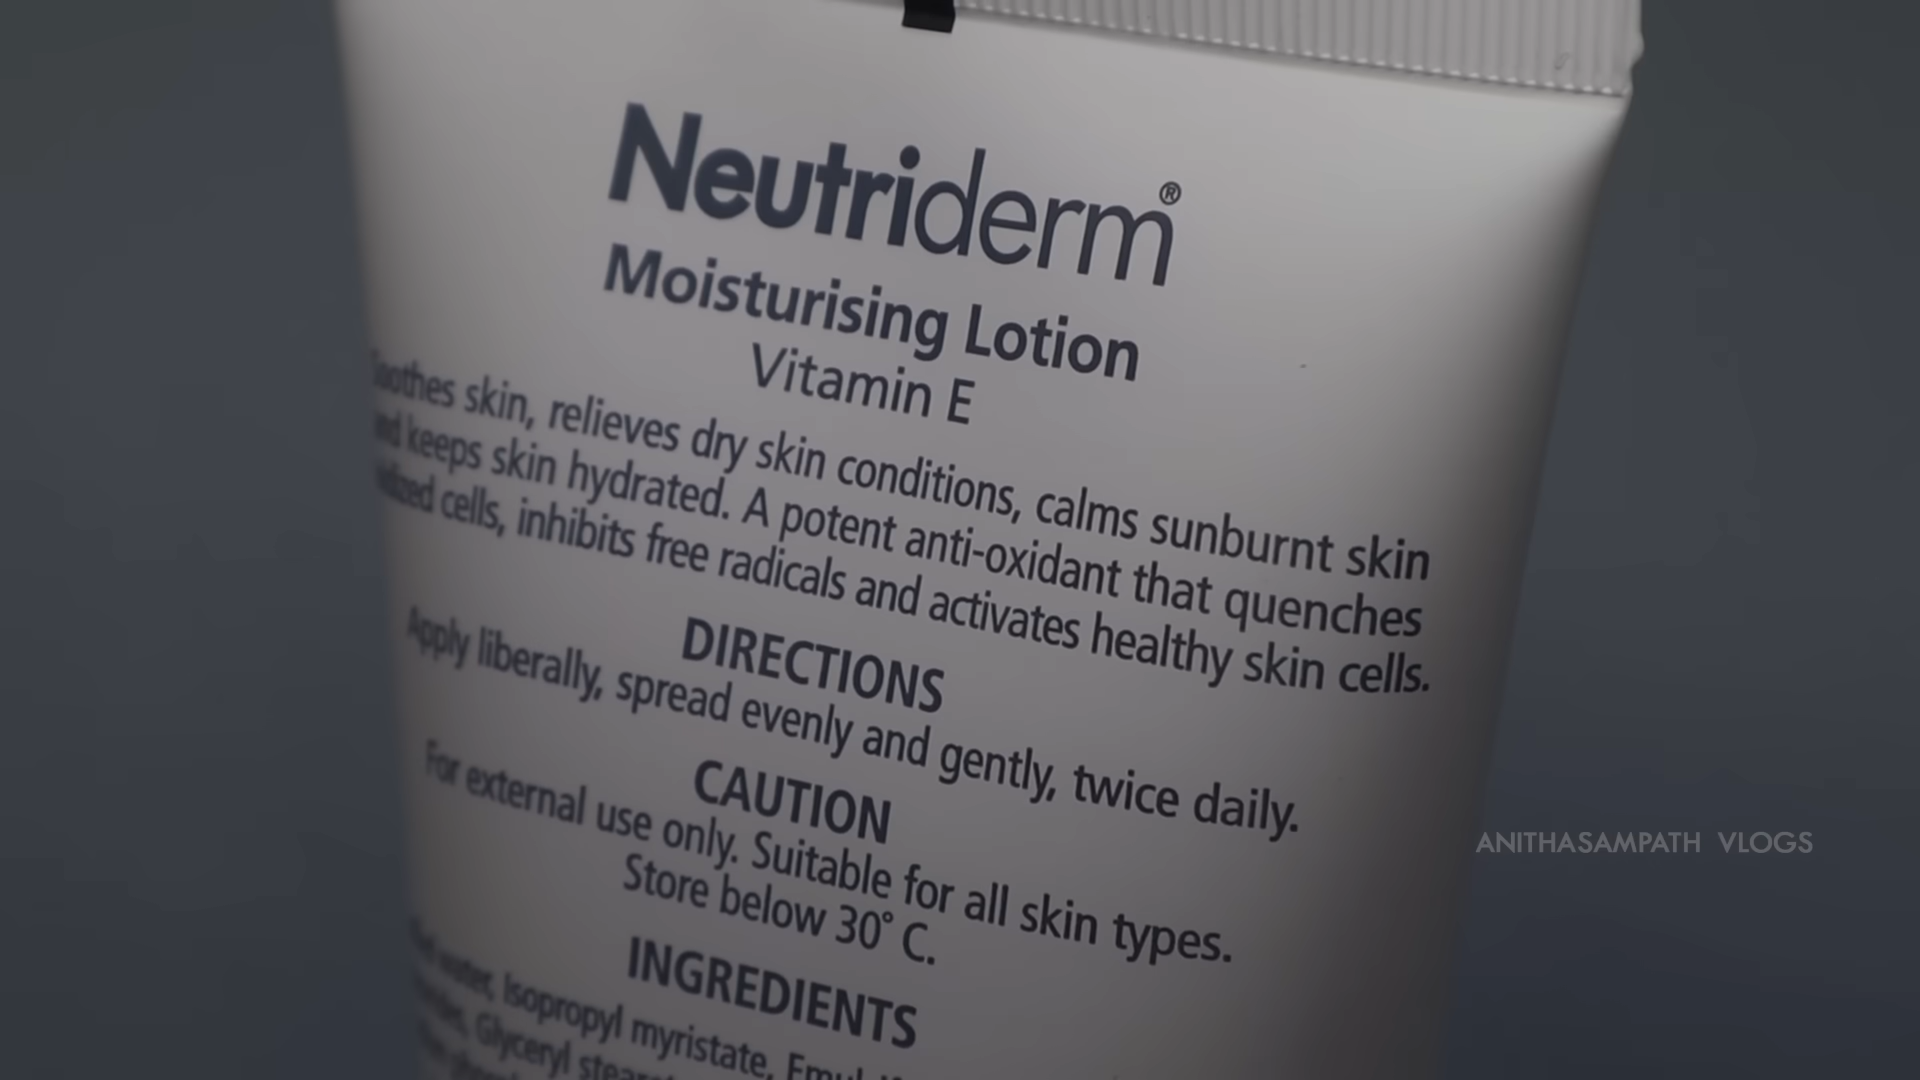 Neutriderm®
Moisturising Lotion
Vitamin E
Soothes skin, relieves dry skin conditions, calms sunburnt skin
and keeps skin hydrated. A potent anti-oxidant that quenches
cells, inhibits free radicals and activates healthy skin cells.
DIRECTIONS
Apply liberally, spread evenly and gently, twice daily.
CAUTION
For external use only. Suitable for all skin types.
Store below 30° C.
INGREDIENTS
water, Isopropyl myristate,
Glyceryl
ANITHASAMPATH VLOGS